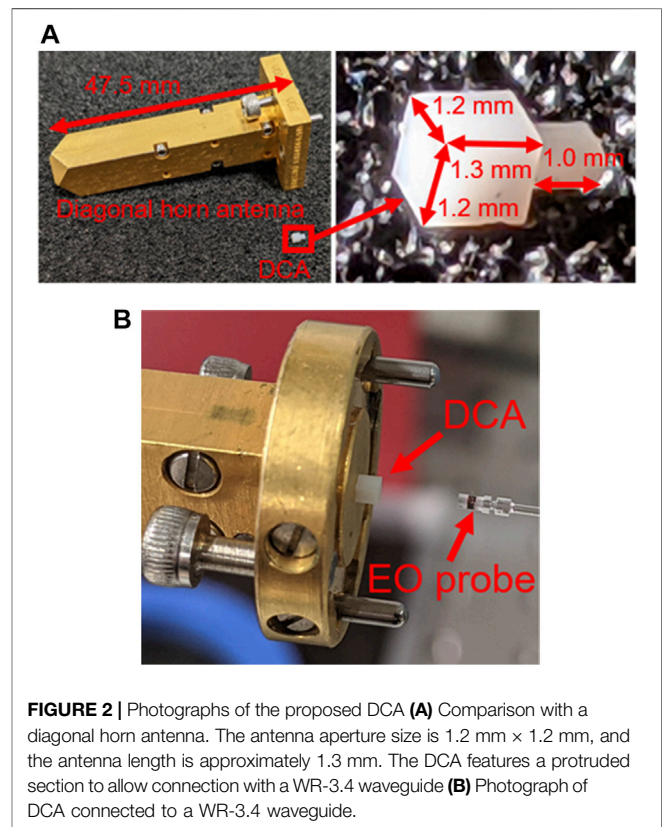 A
47.5 mm
Diagonal horn antenna
DCA
1.2 mm
1.3 mm
1.0 mm
1.2 mm
B
DCA
EO probe
FIGURE 2 | Photographs of the proposed DCA (A) Comparison with a
diagonal horn antenna. The antenna aperture size is 1.2 mm × 1.2 mm, and
the antenna length is approximately 1.3 mm. The DCA features a protruded
section to allow connection with a WR-3.4 waveguide (B) Photograph of
DCA connected to a WR-3.4 waveguide.